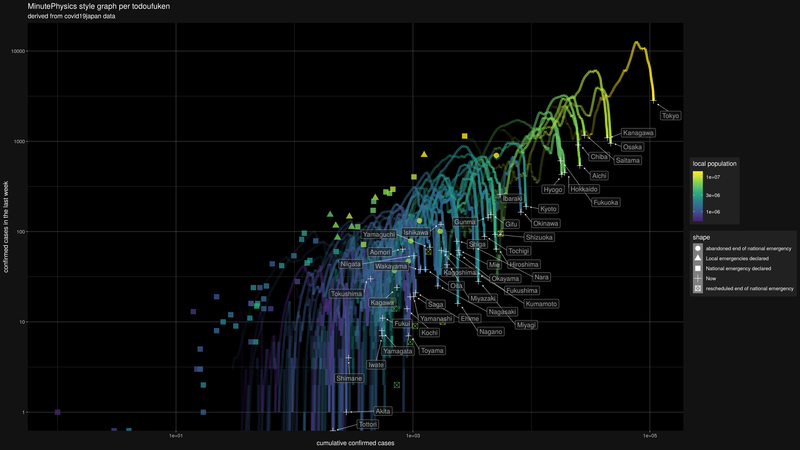 MinutePhysics style graph per todoufuken
derived from covid19japan data
confirmed cases in the last week
10000
1000
100
10
1
1e+01
1e+03
1e+05
cumulative confirmed cases
Tokyo
Kanagawa
Osaka
Chiba
Saitama
Aichi
Hyogo
Hokkaido
Fukuoka
Ibaraki
Kyoto
Gunma
Gifu
Okinawa
Yamaguchi
Ishikawa
Shizuoka
Shiga
Aomori
Tochigi
Niigata
Wakayama
Mie
Hiroshima
Kagoshima
Okayama
Nara
Oita
Fukushima
Tokushima
Miyazaki
Kumamoto
Kagawa
Saga
Nagasaki
Fukui
Yamanashi
Ehime
Miyagi
Kochi
Nagano
Yamagata
Toyama
Iwate
Shimane
Akita
Tottori
local population
1e+07
3e+06
1e+06
shape
abandoned end of national emergency
Local emergencies declared
National emergency declared
Now
rescheduled end of national emergency